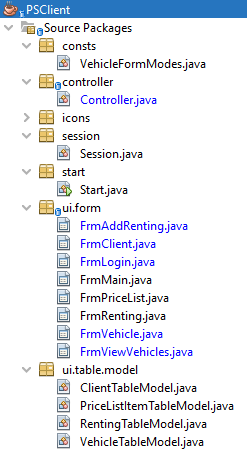 PSClient
Source Packages
consts
VehicleFormModes.java
controller
Controller.java
icons
session
Session.java
start
Start.java
ui.form
FrmAddRenting.java
FrmClient.java
FrmLogin.java
FrmMain.java
FrmPriceList.java
FrmRenting.java
FrmVehicle.java
FrmViewVehicles.java
ui.table.model
ClientTableModel.java
PriceListItemTableModel.java
RentingTableModel.java
VehicleTableModel.java